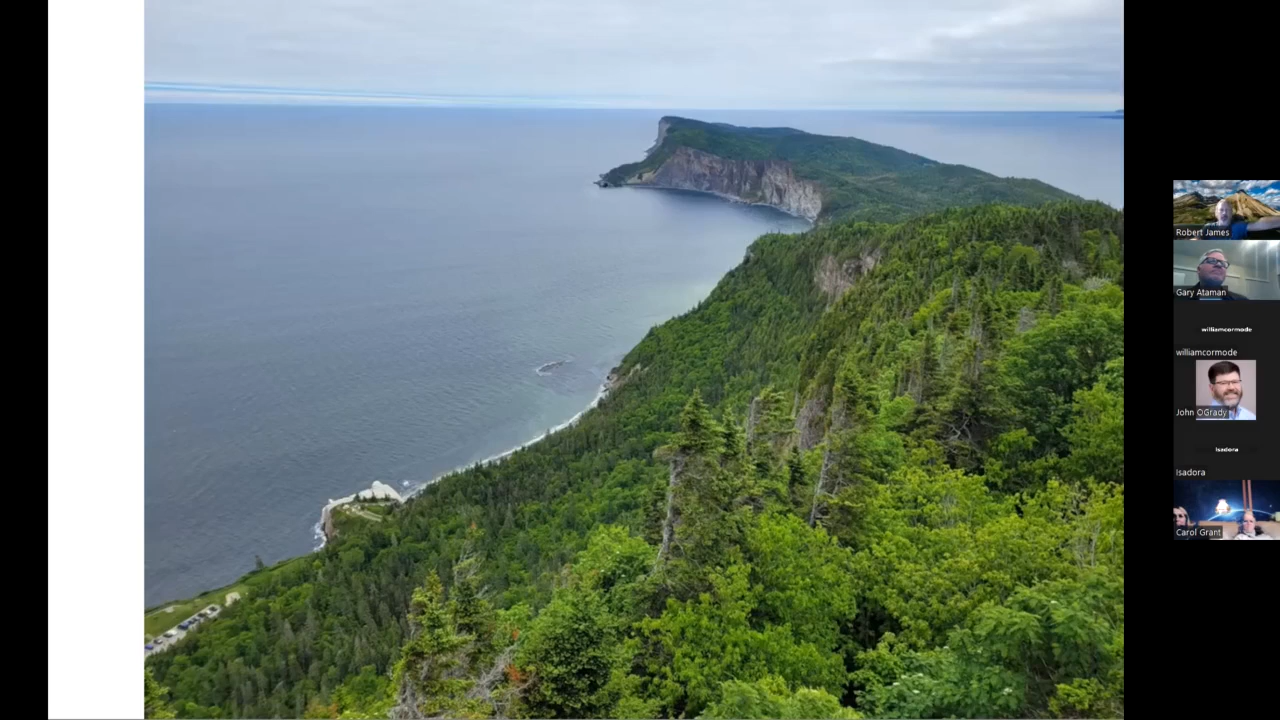 Robert James
Gary Ataman
williamcormode
williamcormode
John OGrady
Isadora
Isadora
Carol Grant